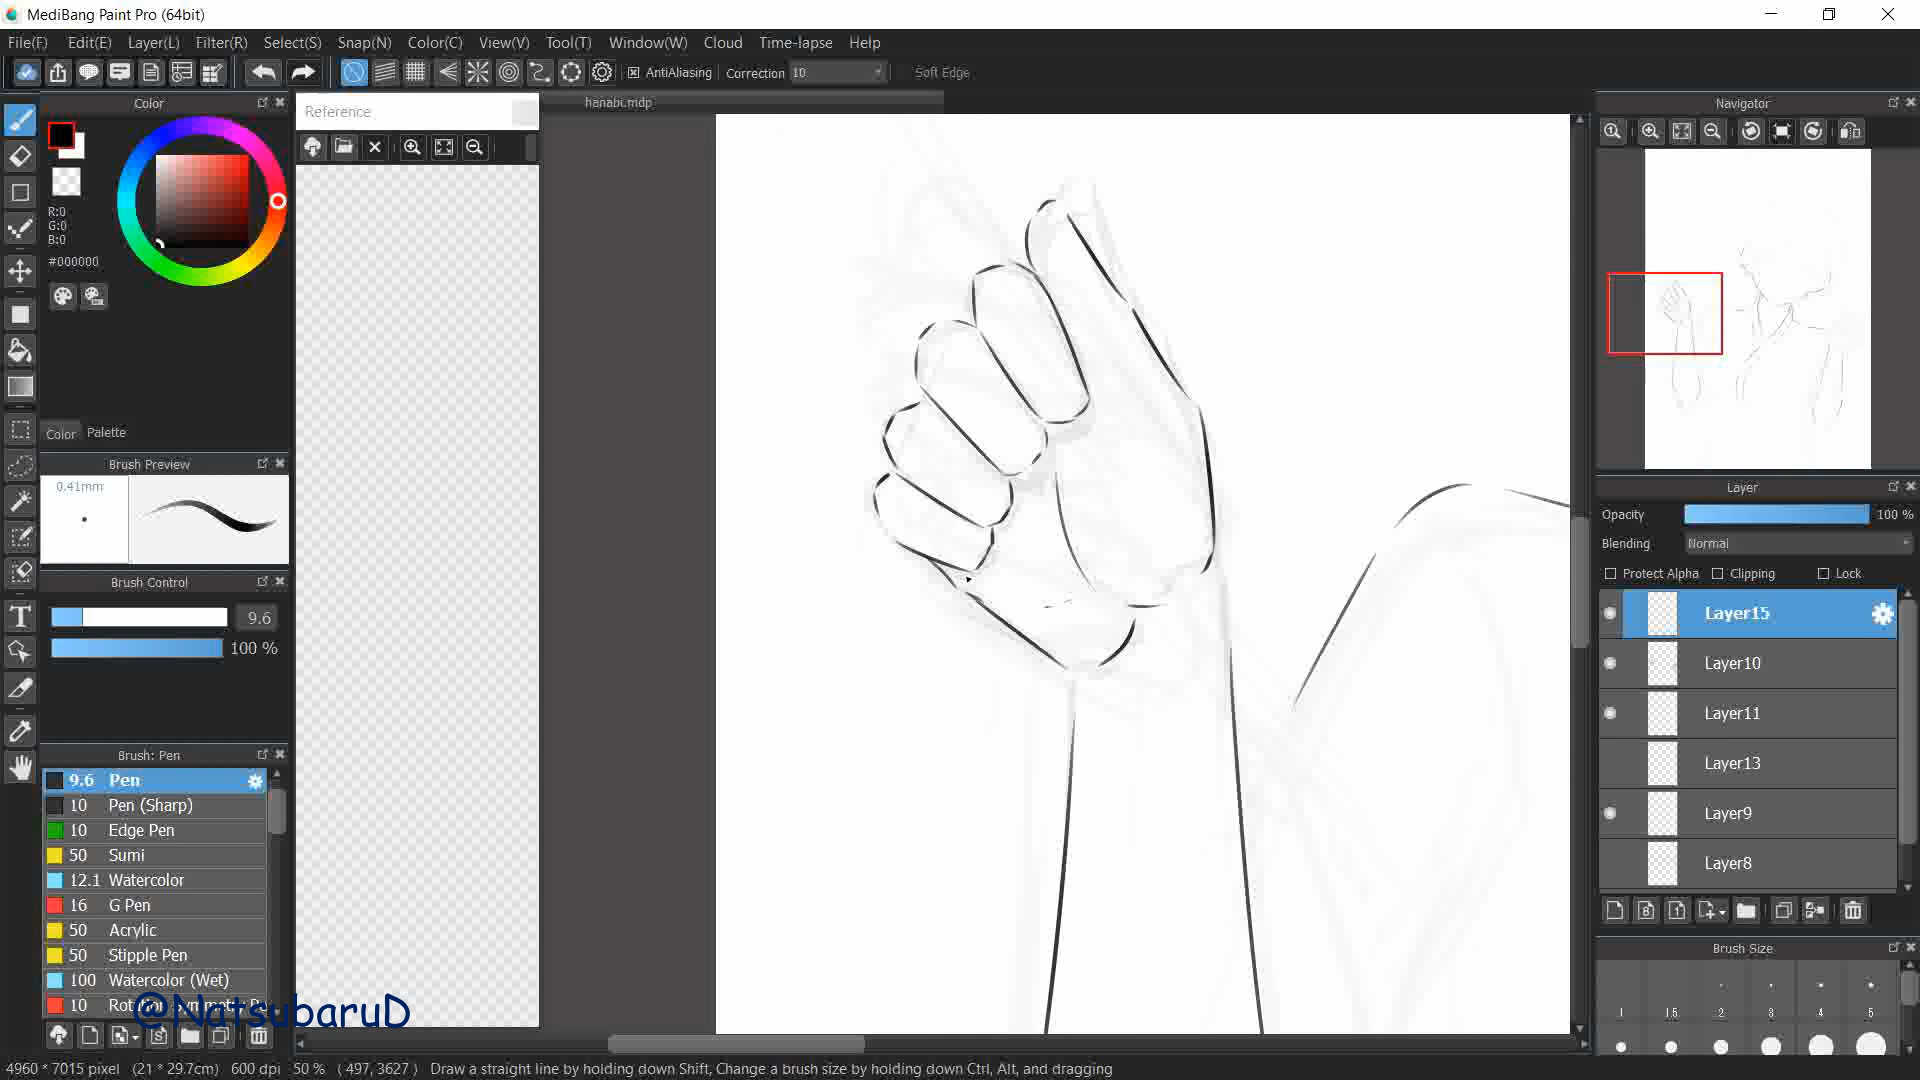 MediBang Paint Pro (64bit)
File(F) Edit(E) Layer(L) Filter(R) Select(S) Snap(N) Color(C) View(V) Tool(T) Window(W) Cloud Time-lapse Help
AntiAliasing Correction 10 Soft Edge
Color
R:0
G:0
B:0
#000000
Color Palette
Brush Preview
0.41mm
Brush Control
9.6
100 %
Brush: Pen
9.6 Pen
10 Pen (Sharp)
10 Edge Pen
50 Sumi
12.1 Watercolor
16 G Pen
50 Acrylic
50 Stipple Pen
100 Watercolor (Wet)
10
@NatsubaruD
Reference
hanabi.mdp
Navigator
Layer
Opacity 100 %
Blending Normal
Protect Alpha Clipping Lock
Layer15
Layer10
Layer11
Layer13
Layer9
Layer8
Brush Size
1 1.5 2 3 4 5
4960 * 7015 pixel (21 * 29.7cm) 600 dpi 50 % ( 497, 3627 ) Draw a straight line by holding down Shift, Change a brush size by holding down Ctrl, Alt, and dragging